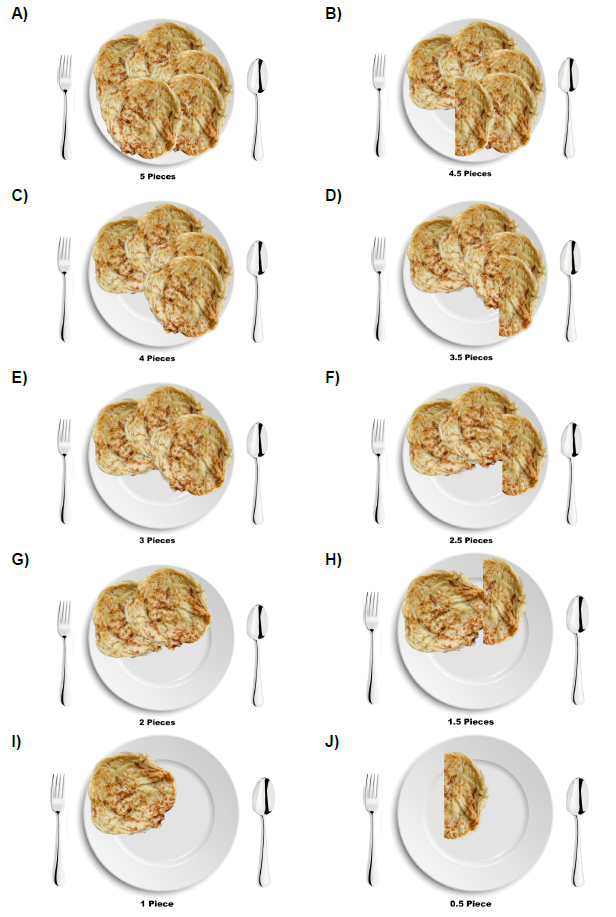 A)
B)
5 Pieces
4.5 Pieces
C)
D)
4 Pieces
3.5 Pieces
E)
F)
3 Pieces
2.5 Pieces
G)
H)
2 Pieces
1.5 Pieces
I)
J)
1 Piece
0.5 Piece